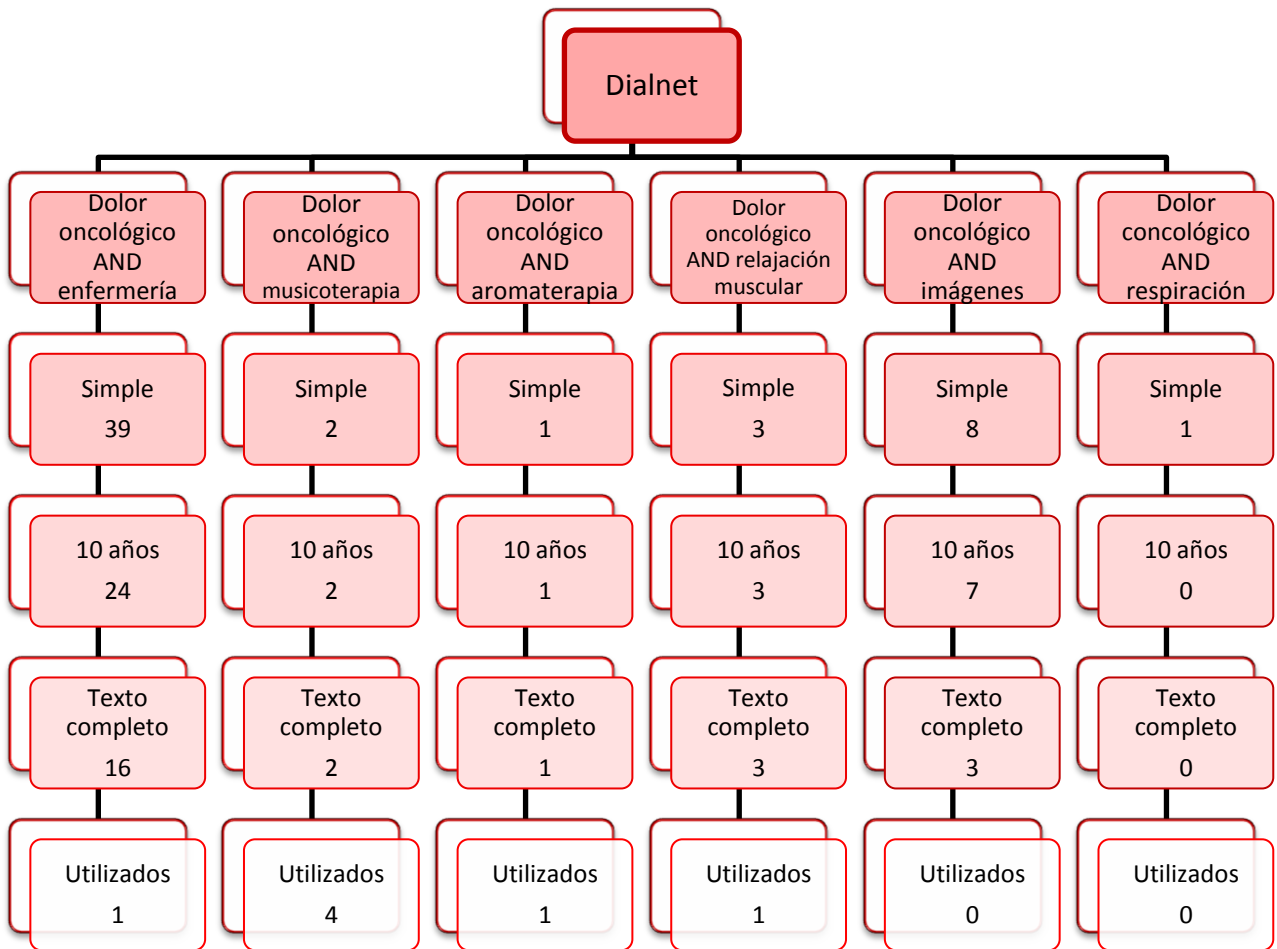 Dialnet
Dolor
oncológico
AND
enfermería
Dolor
oncológico
AND
musicoterapia
Dolor
oncológico
AND
aromaterapia
Dolor
oncológico
AND relajación
muscular
Dolor
oncológico
AND
imágenes
Dolor
concológico
AND
respiración
Simple
39
Simple
2
Simple
1
Simple
3
Simple
8
Simple
1
10 años
24
10 años
2
10 años
1
10 años
3
10 años
7
10 años
0
Texto
completo
16
Texto
completo
2
Texto
completo
1
Texto
completo
3
Texto
completo
3
Texto
completo
0
Utilizados
1
Utilizados
4
Utilizados
1
Utilizados
1
Utilizados
0
Utilizados
0